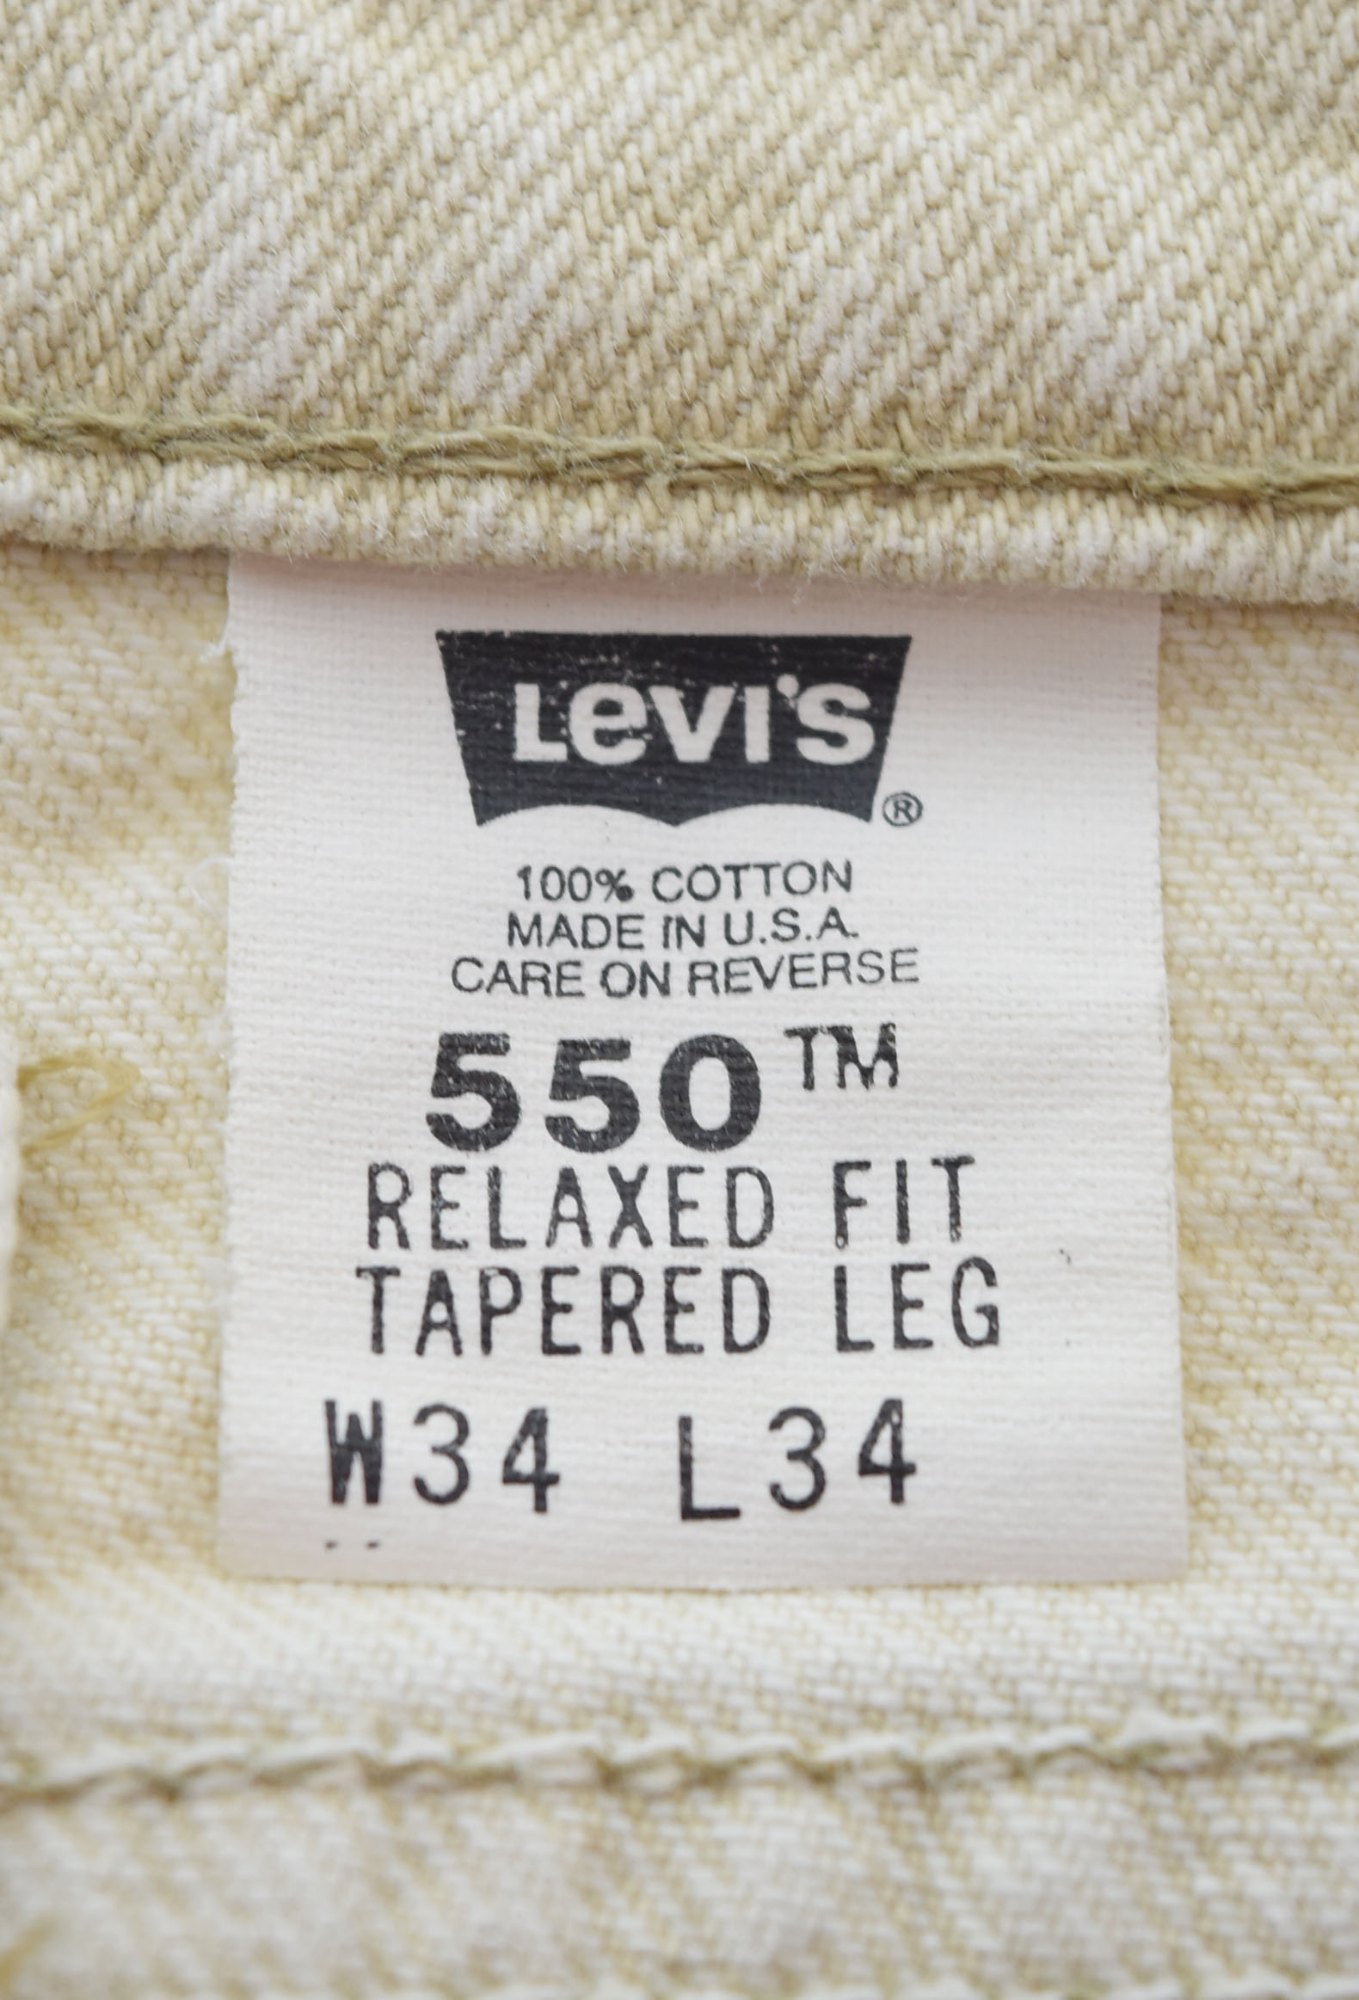 Levi's ®
100% COTTON
MADE IN U.S.A.
CARE ON REVERSE
550™
RELAXED FIT
TAPERED LEG
W34 L34